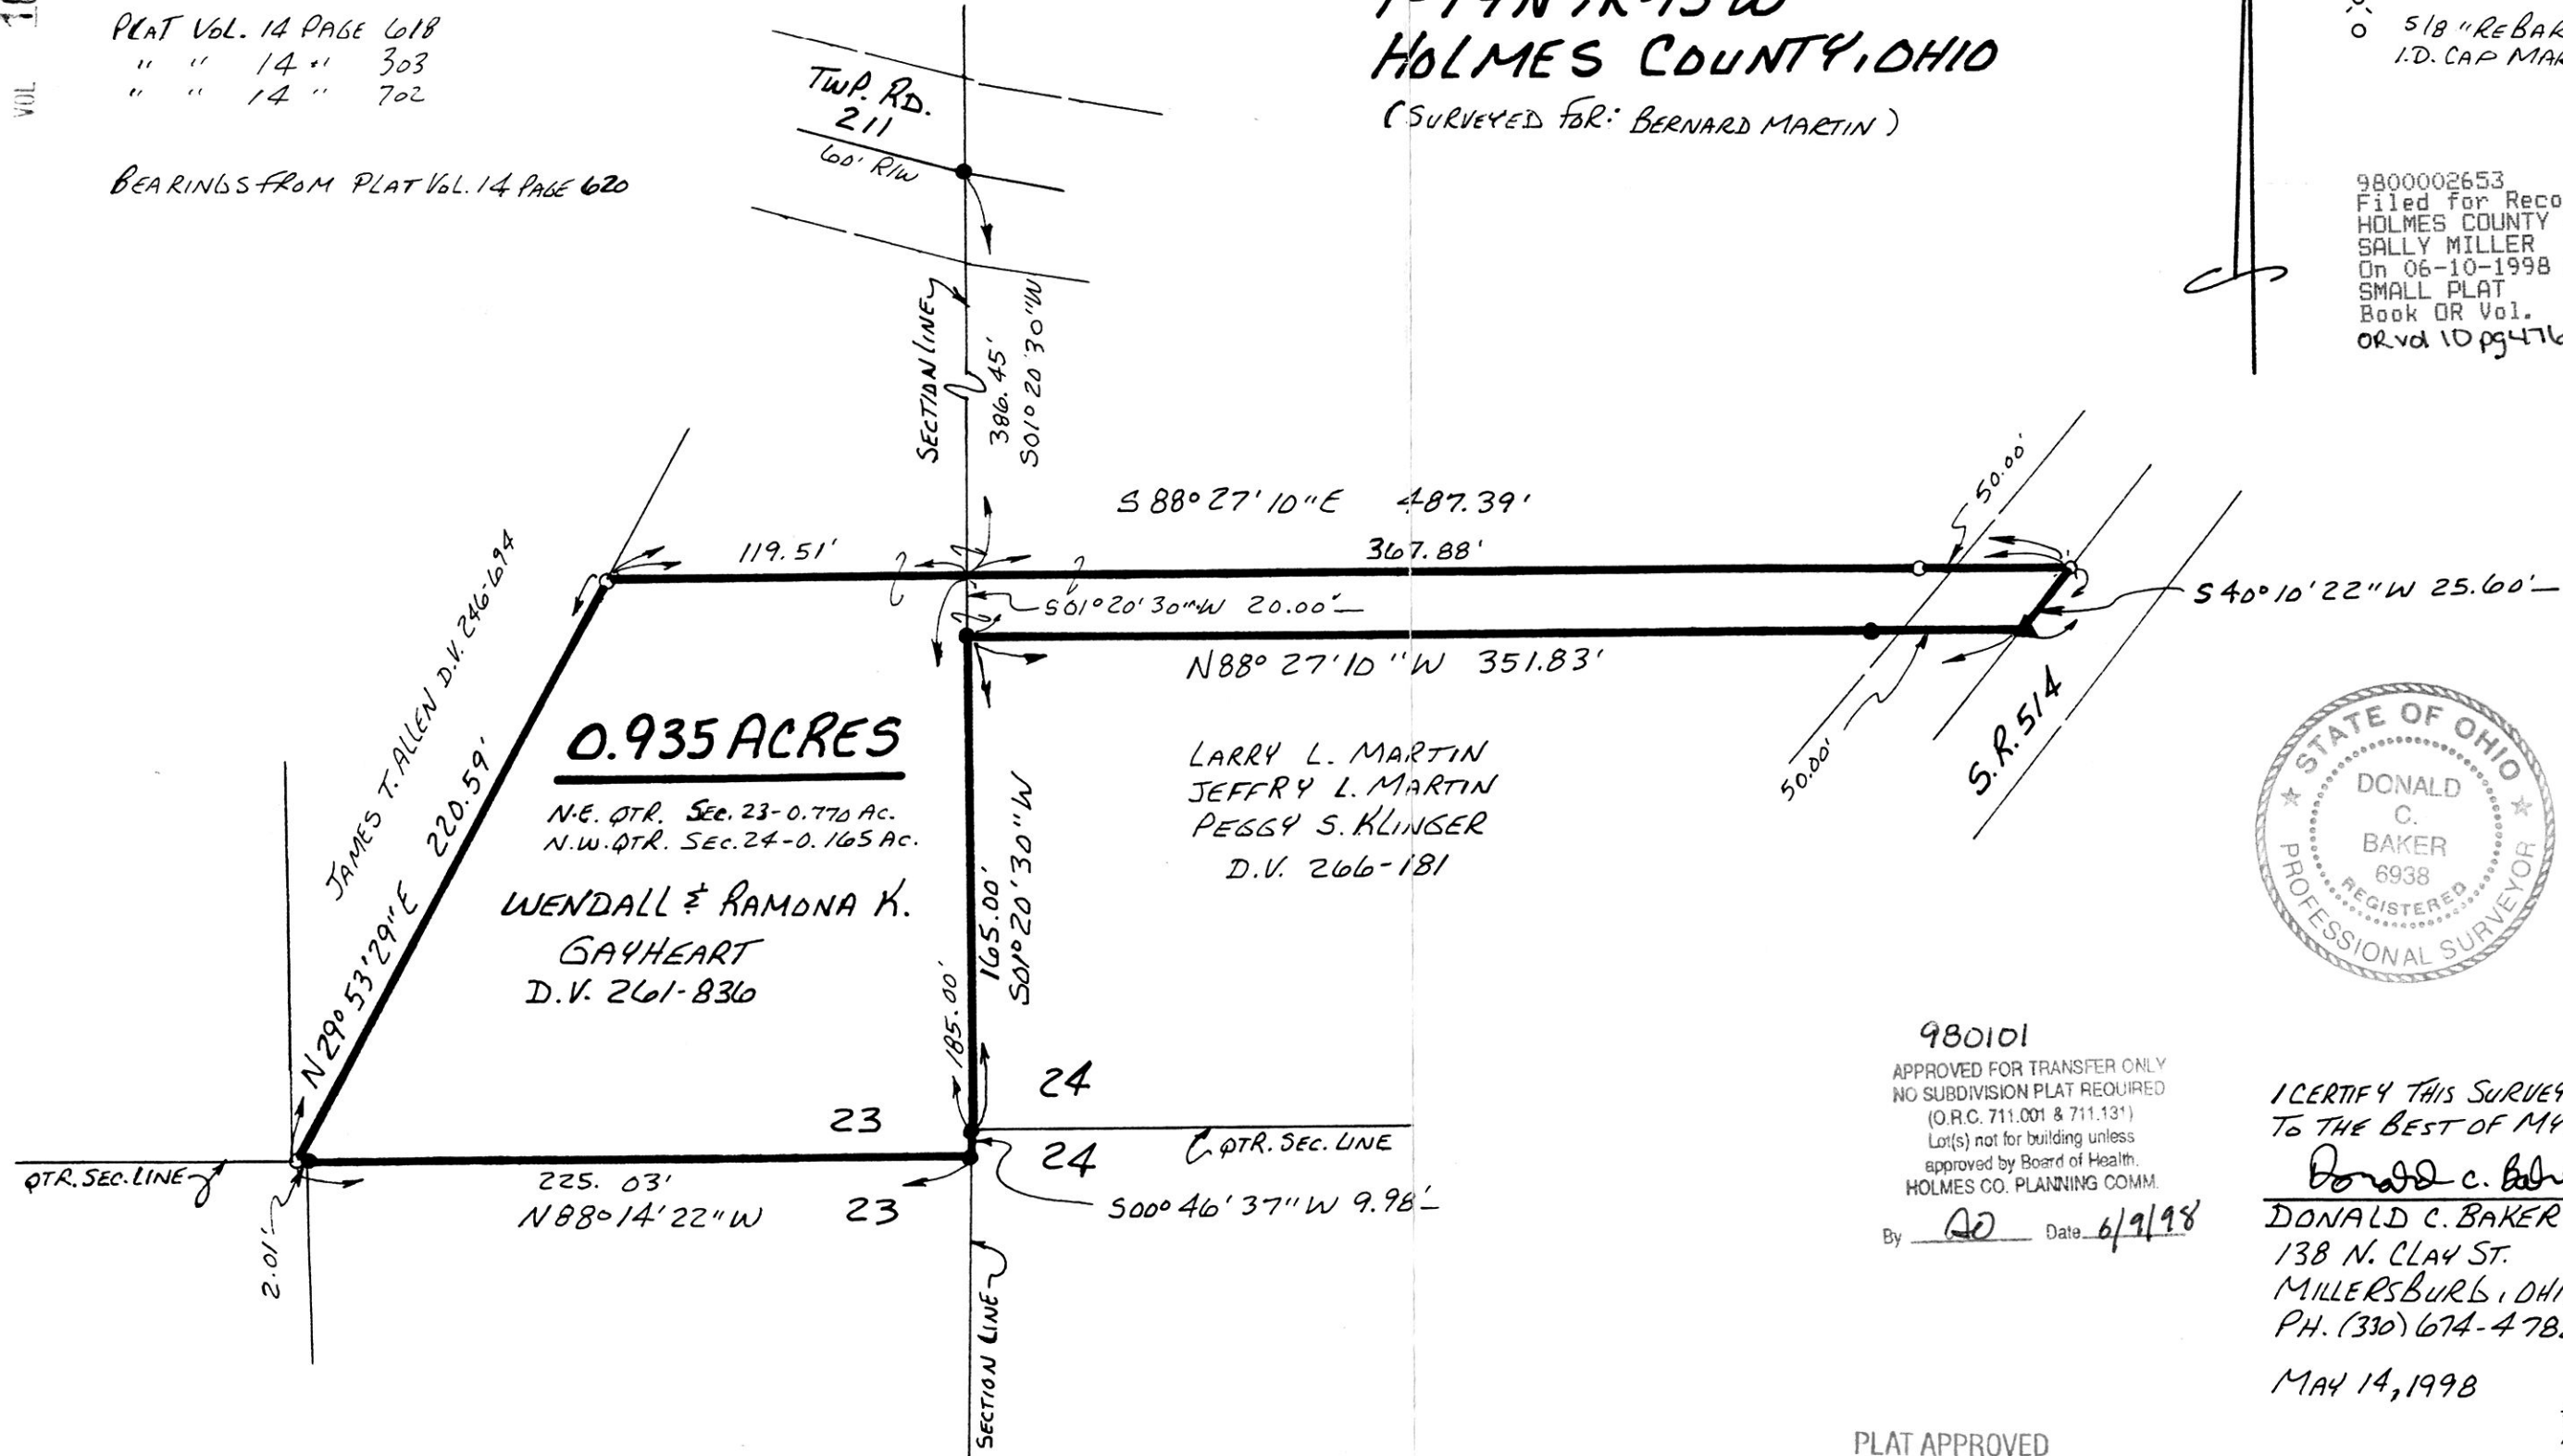 VOL
PLAT VOL. 14 PAGE 618
" " 14 " 303
" " 14 " 702
BEARINGS FROM PLAT VOL. 14 PAGE 620
HOLMES COUNTY, OHIO
(SURVEYED FOR: BERNARD MARTIN)
5/8" REBAR
I.D. CAP
9800002653
Filed for
HOLMES COUNTY
SALLY MILLER
On 06-10-1998
SMALL PLAT
Book OR Vol.
OR vol 10 pg 476
TWP. RD.
211
60' R/W
SECTION LINE
386.45'
S01° 20' 30" W
S 88° 27' 10" E 487.39'
119.51'
367.88'
50.00'
S01° 20' 30" W 20.00'
S 40° 10' 22" W 25.60'
N88° 27' 10" W 351.83'
50.00'
S.R. 514
JAMES T. ALLEN D.V. 246-694
N 29° 53' 29" E 220.59'
0.935 ACRES
N.E. QTR. SEC. 23-0.770 AC.
N.W. QTR. SEC. 24-0.165 AC.
WENDALL & RAMONA K.
GAYHEART
D.V. 261-836
165.00'
S01° 20' 30" W
185.00'
LARRY L. MARTIN
JEFFRY L. MARTIN
PEGGY S. KLINGER
D.V. 266-181
STATE OF OHIO
DONALD
C.
BAKER
6938
REGISTERED
PROFESSIONAL SURVEYOR
23
24
24
23
QTR. SEC. LINE
QTR. SEC. LINE
2.01'
225.03'
N88° 14' 22" W
S00° 46' 37" W 9.98'
SECTION LINE
980101
APPROVED FOR TRANSFER ONLY
NO SUBDIVISION PLAT REQUIRED
(O.R.C. 711.001 & 711.131)
Lot(s) not for building unless
approved by Board of Health.
HOLMES CO. PLANNING COMM.
By AO Date 6/9/98
I CERTIFY THIS SURVEY
TO THE BEST OF MY
Donald C.
DONALD C. BAKER
138 N. CLAY ST.
MILLERSBURG, OHI
PH. (330) 674-478
MAY 14, 1998
PLAT APPROVED